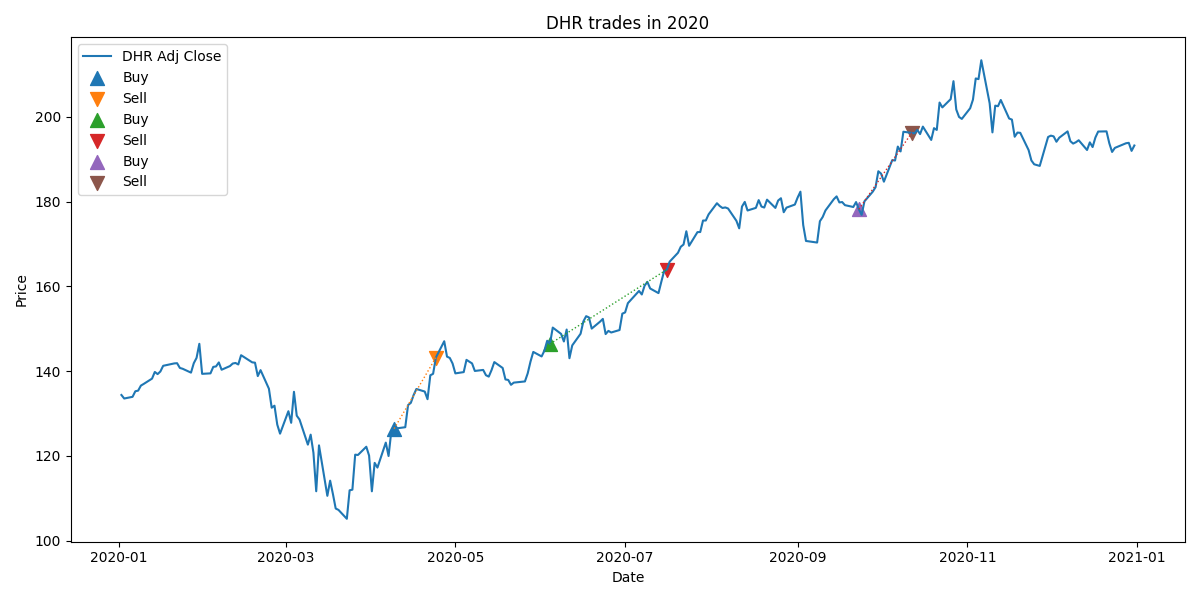 DHR trades in 2020
DHR Adj Close
Buy
Sell
Buy
Sell
Buy
Sell
200
180
160
140
120
100
Price
2020-01
2020-03
2020-05
2020-07
2020-09
2020-11
2021-01
Date